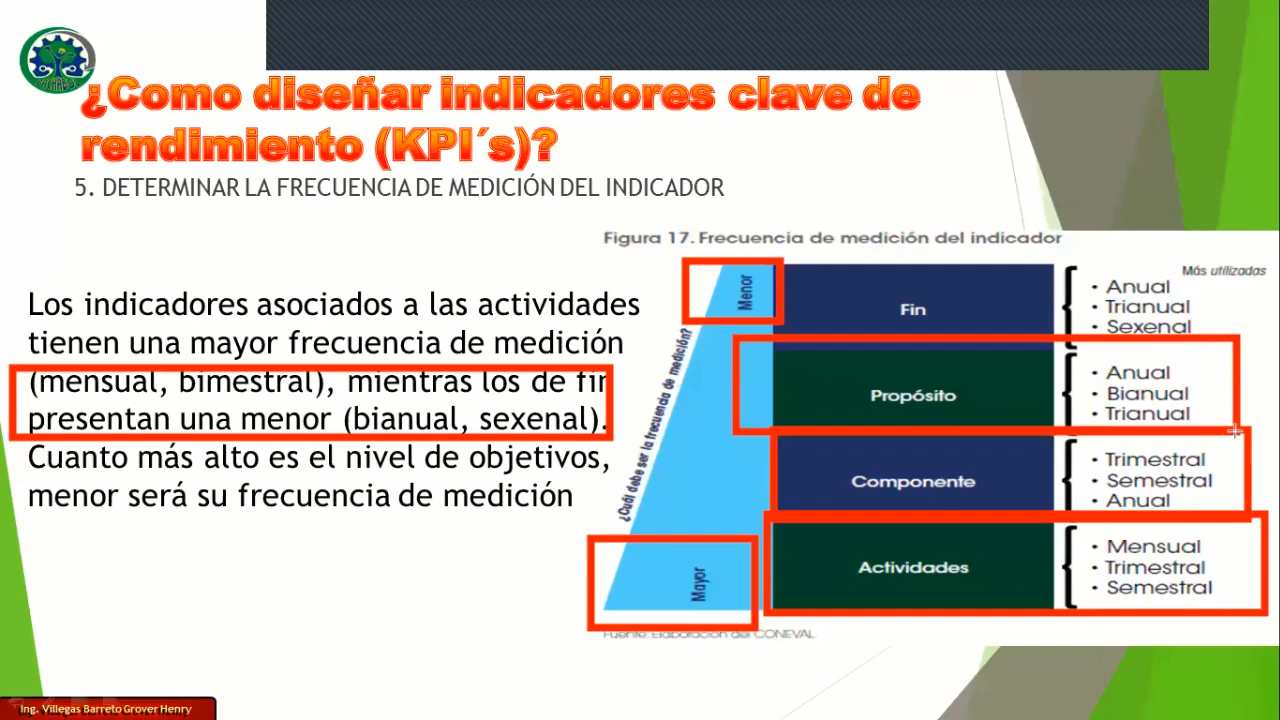 ¿Como diseñar indicadores clave de
rendimiento (KPI´s)?
5. DETERMINAR LA FRECUENCIA DE MEDICIÓN DEL INDICADOR
Los indicadores asociados a las actividades
tienen una mayor frecuencia de medición
(mensual, bimestral), mientras los de fin
presentan una menor (bianual, sexenal).
Cuanto más alto es el nivel de objetivos,
menor será su frecuencia de medición
Figura 17. Frecuencia de medición del indicador
¿Cuál debe ser la frecuencia de medición?
Menor
Mayor
Más utilizadas
Fin
• Anual
• Trianual
• Sexenal
Propósito
• Anual
• Bianual
• Trianual
Componente
• Trimestral
• Semestral
• Anual
Actividades
• Mensual
• Trimestral
• Semestral
Fuente: Elaboración del CONEVAL.
Ing. Villegas Barreto Grover Henry